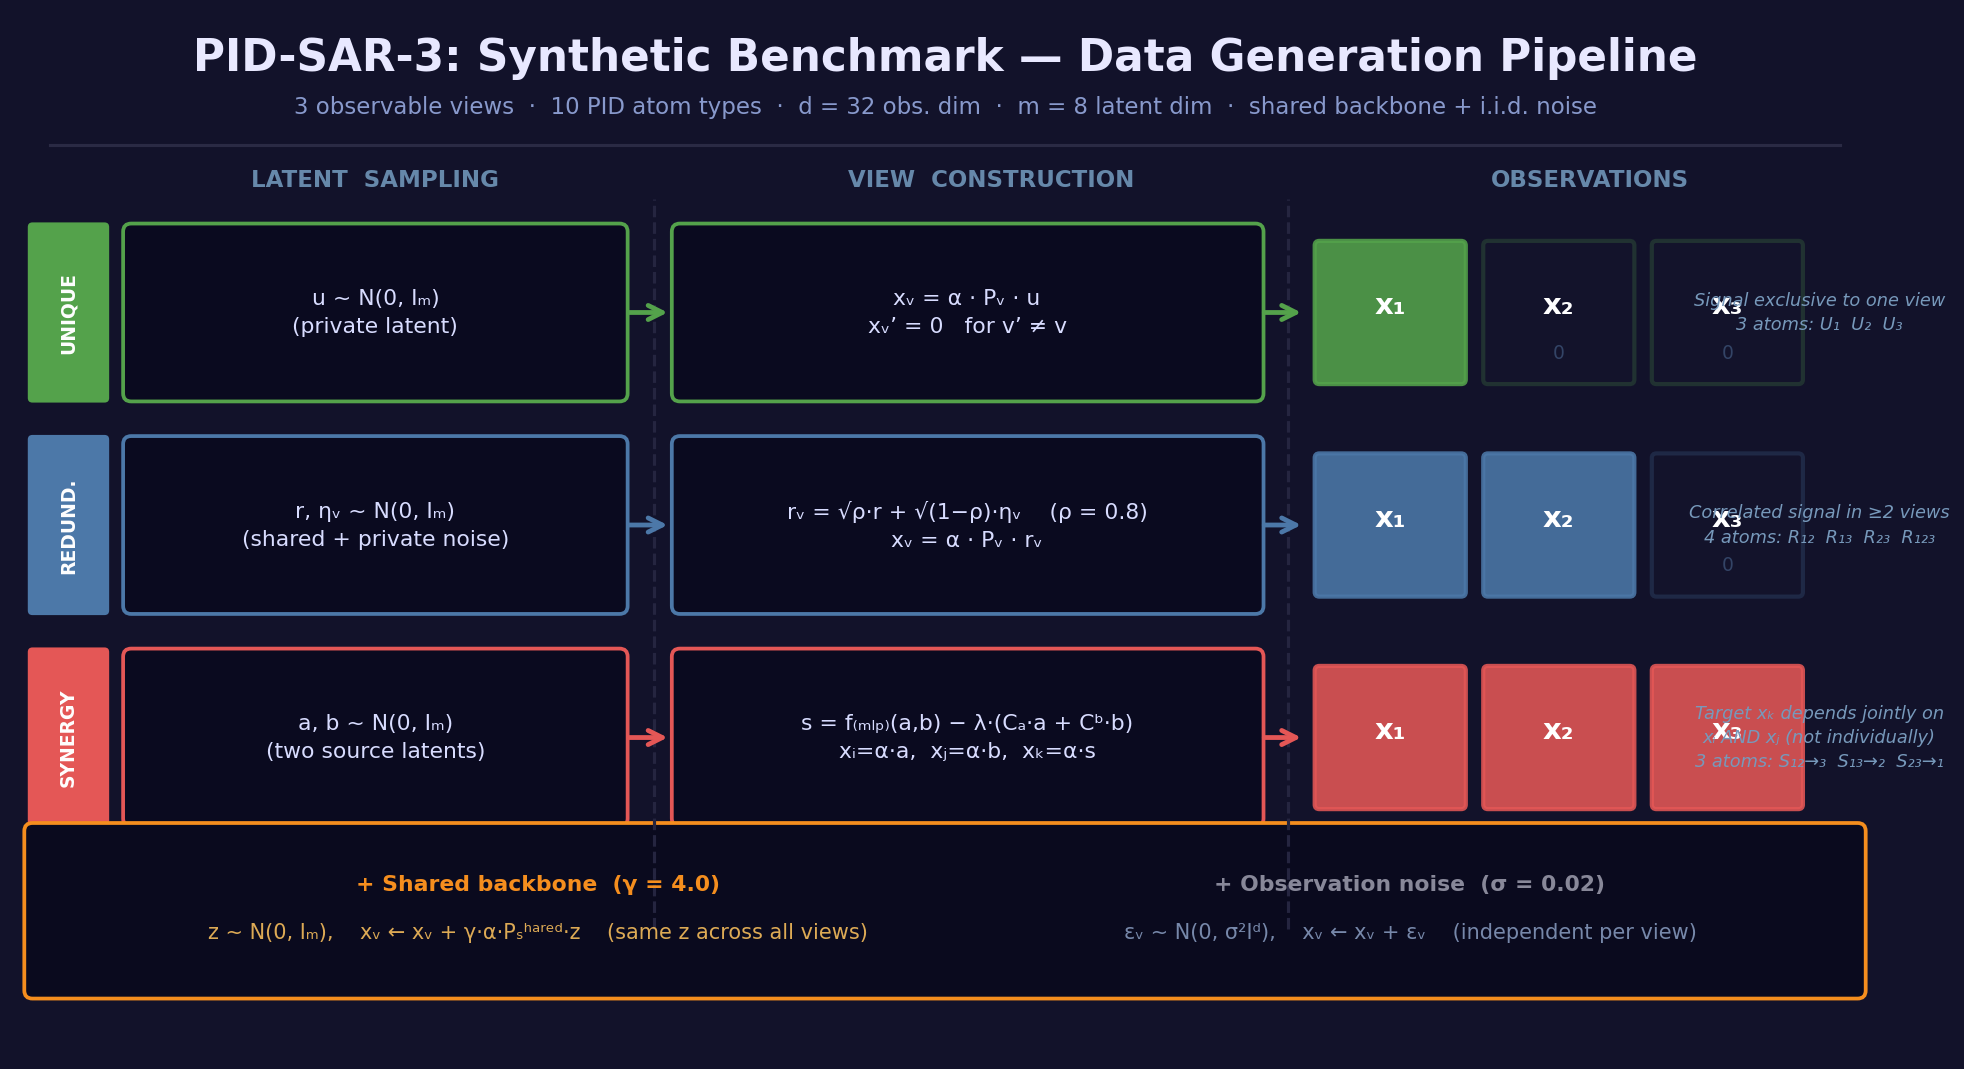 PID-SAR-3: Synthetic Benchmark — Data Generation Pipeline
3 observable views · 10 PID atom types · d = 32 obs. dim · m = 8 latent dim · shared backbone + i.i.d. noise
LATENT SAMPLING
VIEW CONSTRUCTION
OBSERVATIONS
UNIQUE
u ~ N(0, Iₘ)
(private latent)
xᵥ = α · Pᵥ · u
xᵥ’ = 0 for v’ ≠ v
x₁
x₂
0
x₃
0
Signal exclusive to one view
3 atoms: U₁ U₂ U₃
REDUND.
r, ηᵥ ~ N(0, Iₘ)
(shared + private noise)
rᵥ = √ρ·r + √(1−ρ)·ηᵥ (ρ = 0.8)
xᵥ = α · Pᵥ · rᵥ
x₁
x₂
x₃
0
Correlated signal in ≥2 views
4 atoms: R₁₂ R₁₃ R₂₃ R₁₂₃
SYNERGY
a, b ~ N(0, Iₘ)
(two source latents)
s = f₍ₘₗₚ₎(a,b) − λ·(Cₐ·a + Cᵇ·b)
xᵢ=α·a, xⱼ=α·b, xₖ=α·s
x₁
x₂
x₃
Target xₖ depends jointly on
xᵢ AND xⱼ (not individually)
3 atoms: S₁₂→₃ S₁₃→₂ S₂₃→₁
+ Shared backbone (γ = 4.0)
z ~ N(0, Iₘ), xᵥ ← xᵥ + γ·α·Pₛʰᵃʳᵉᵈ·z (same z across all views)
+ Observation noise (σ = 0.02)
εᵥ ~ N(0, σ²Iᵈ), xᵥ ← xᵥ + εᵥ (independent per view)